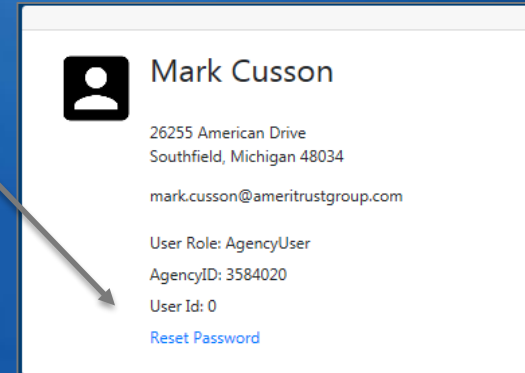 Mark Cusson
26255 American Drive
Southfield, Michigan 48034
mark.cusson@ameritrustgroup.com
User Role: AgencyUser
AgencyID: 3584020
User Id: 0
Reset Password